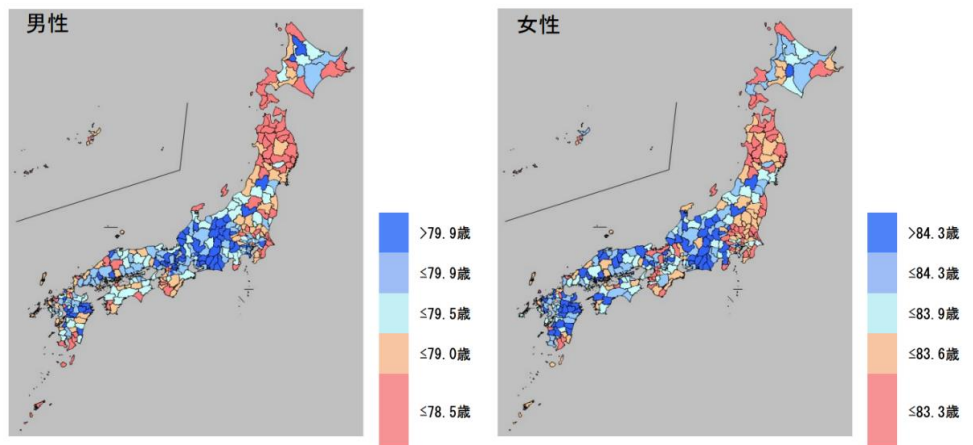 男性
>79.9歳
≤79.9歳
≤79.5歳
≤79.0歳
≤78.5歳
女性
>84.3歳
≤84.3歳
≤83.9歳
≤83.6歳
≤83.3歳